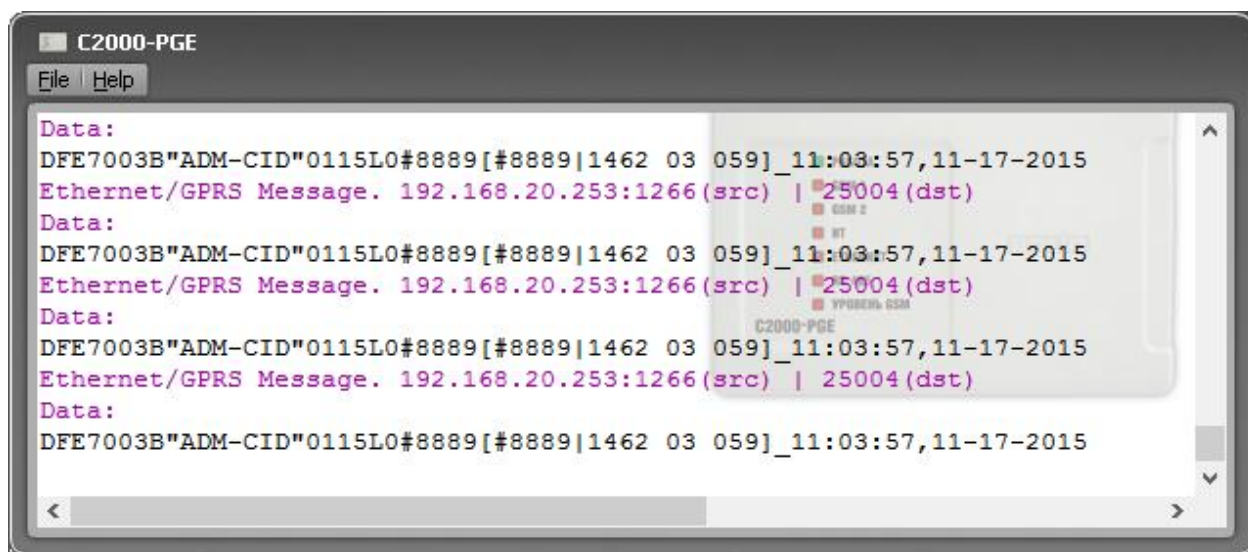 C2000-PGE
File Help
Data:
DFE7003B"ADM-CID"0115L0#8889[#8889|1462 03 059]_11:03:57,11-17-2015
Ethernet/GPRS Message. 192.168.20.253:1266(src) | 25004(dst)
Data:
DFE7003B"ADM-CID"0115L0#8889[#8889|1462 03 059]_11:03:57,11-17-2015
Ethernet/GPRS Message. 192.168.20.253:1266(src) | 25004(dst)
Data:
DFE7003B"ADM-CID"0115L0#8889[#8889|1462 03 059]_11:03:57,11-17-2015
Ethernet/GPRS Message. 192.168.20.253:1266(src) | 25004(dst)
Data:
DFE7003B"ADM-CID"0115L0#8889[#8889|1462 03 059]_11:03:57,11-17-2015
GSM 2
УРОВЕНЬ GSM
C2000-PGE